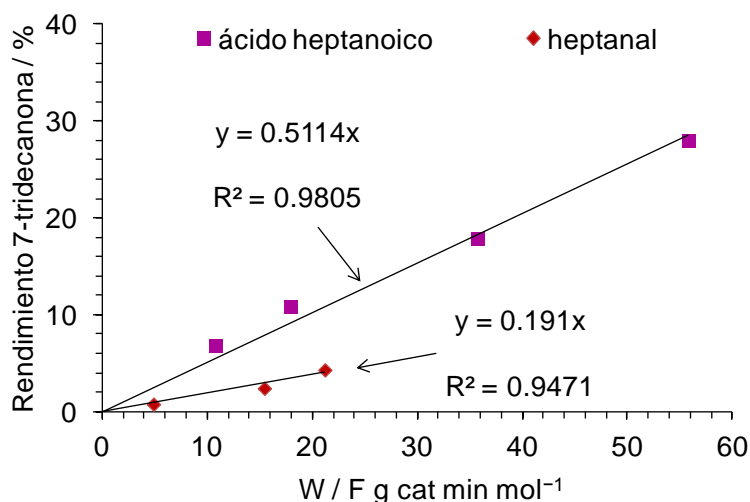 Rendimiento 7-tridecanona / %
40
30
20
10
0
ácido heptanoico
heptanal
y = 0.5114x
R² = 0.9805
y = 0.191x
R² = 0.9471
0 10 20 30 40 50 60
W / F g cat min mol⁻¹